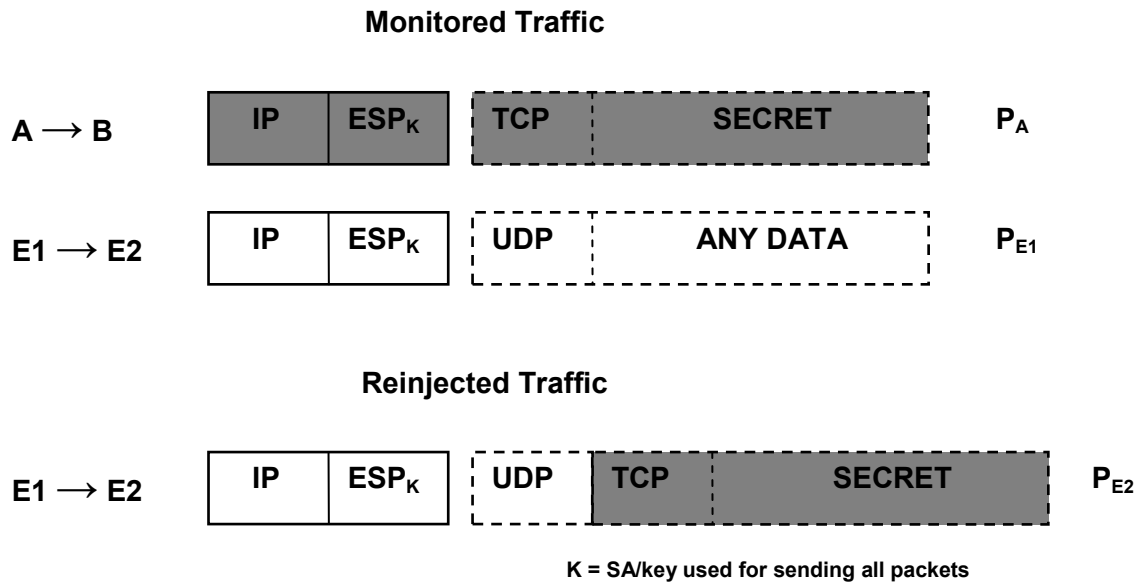 Monitored Traffic
A → B IP ESPK TCP SECRET PA
E1 → E2 IP ESPK UDP ANY DATA PE1
Reinjected Traffic
E1 → E2 IP ESPK UDP TCP SECRET PE2
K = SA/key used for sending all packets